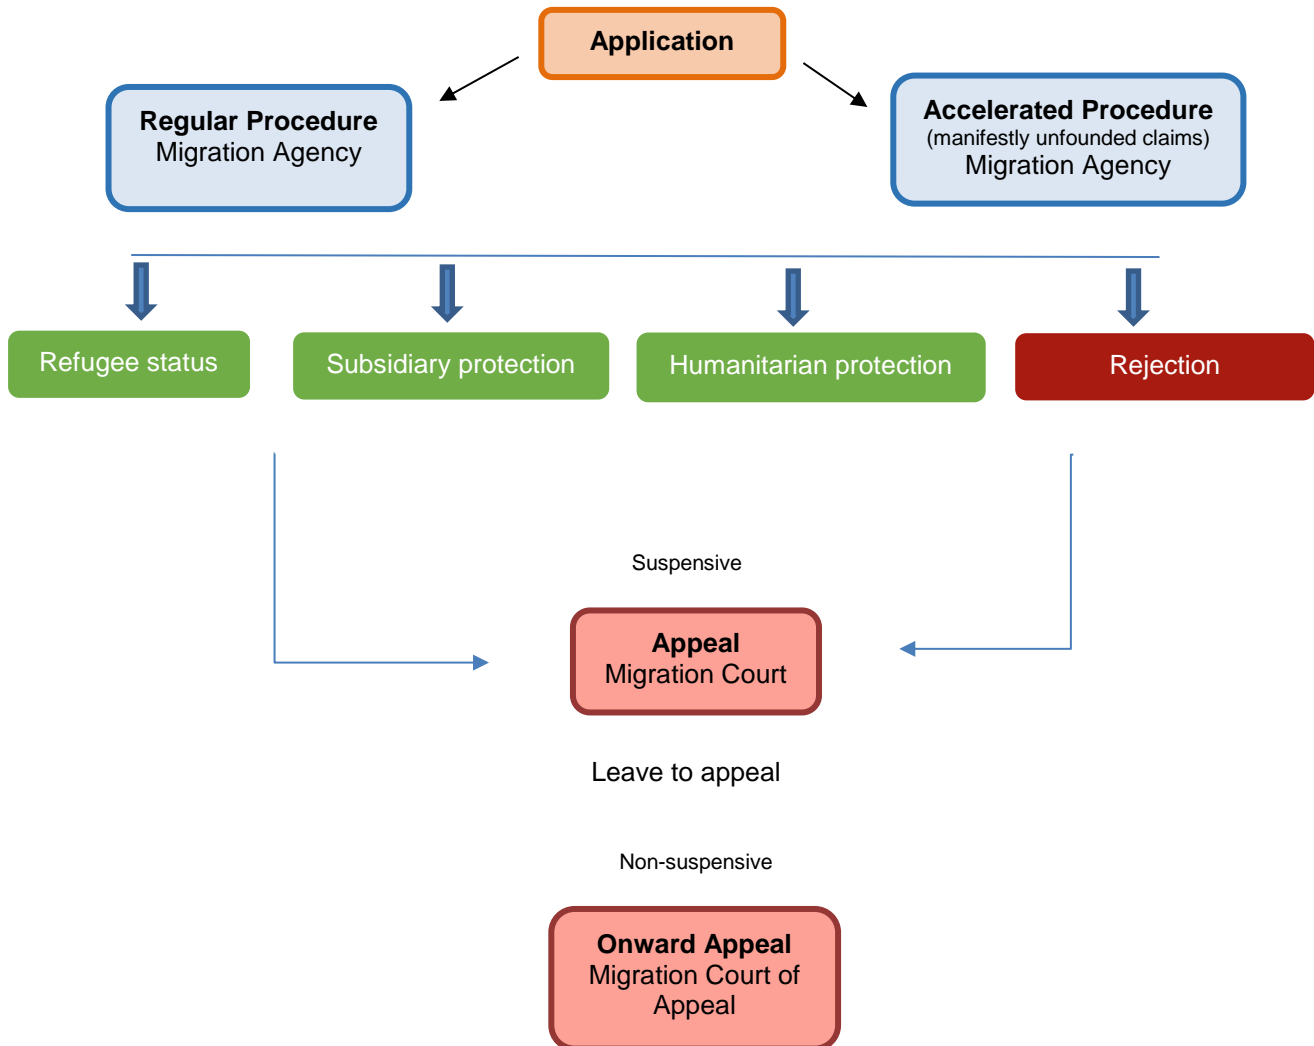 Application
Regular Procedure
Migration Agency
Accelerated Procedure
(manifestly unfounded claims)
Migration Agency
Refugee status
Subsidiary protection
Humanitarian protection
Rejection
Suspensive
Appeal
Migration Court
Leave to appeal
Non-suspensive
Onward Appeal
Migration Court of
Appeal